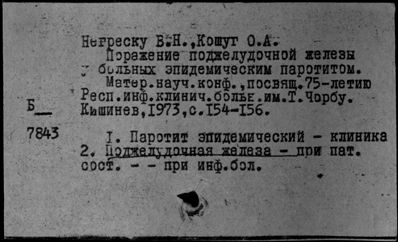 Негреску В.Н.,Кошуг О.А.
Поражение поджелудочной железы
у больных эпидемическим паротитом.
Матер.науч.конф.,посвящ.75-летию
Респ.инф.клинич.больн.им.Т.Чорбу.
Б
Кишинев,1973,с.154-156.
7843
1. Паротит эпидемический - клиника
2. Поджелудочная железа - при пат.
сост. - - при инф.бол.